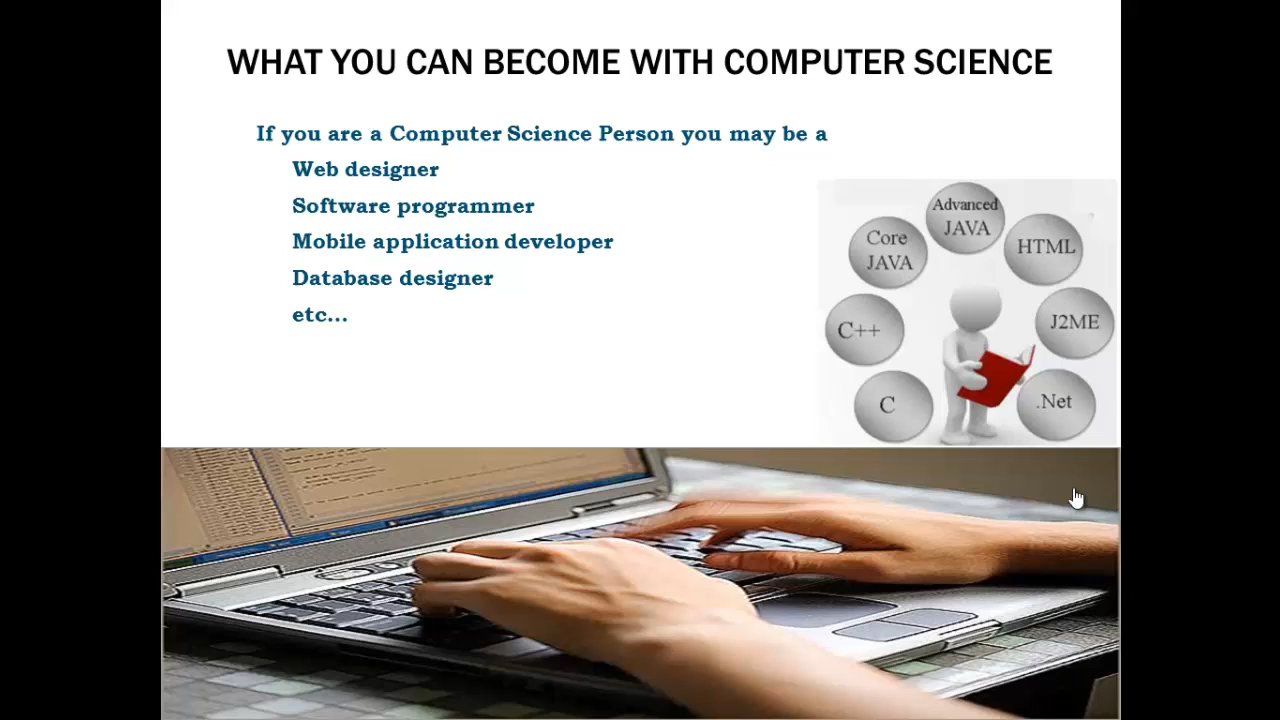 WHAT YOU CAN BECOME WITH COMPUTER SCIENCE
If you are a Computer Science Person you may be a
Web designer
Software programmer
Mobile application developer
Database designer
etc...
Advanced
JAVA
Core
JAVA
HTML
C++
J2ME
C
.Net